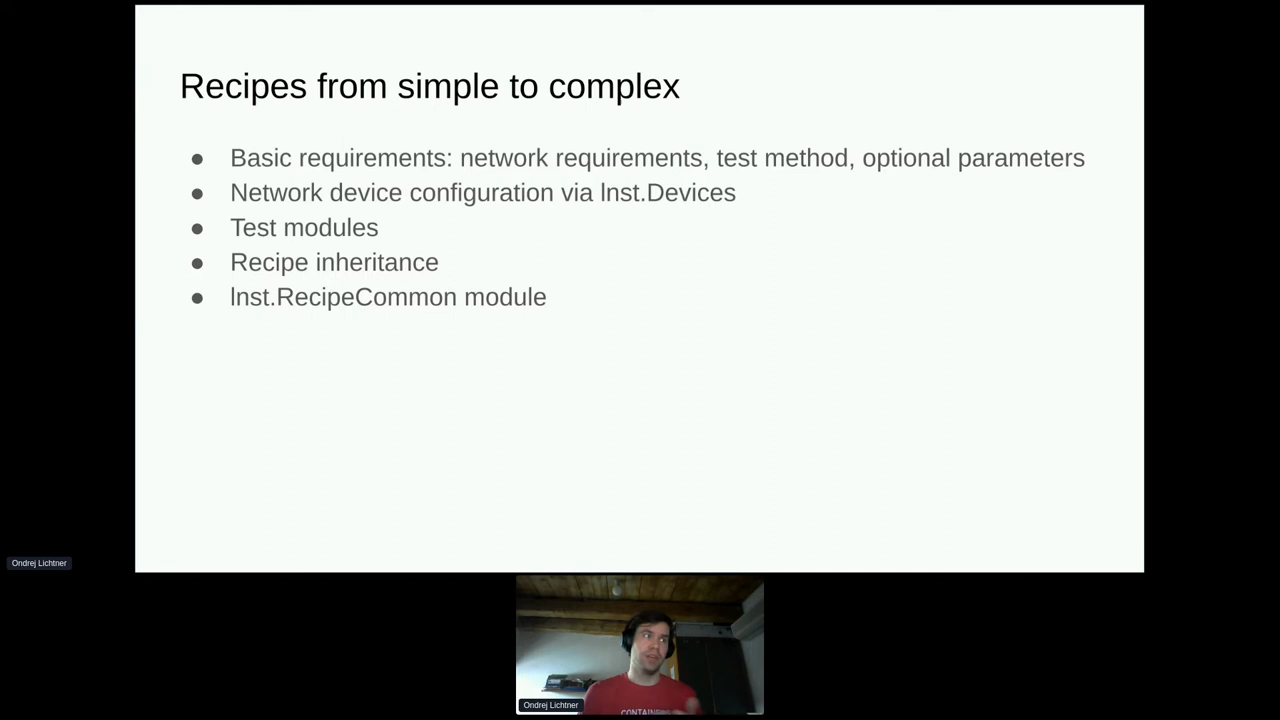 Recipes from simple to complex
● Basic requirements: network requirements, test method, optional parameters
● Network device configuration via lnst.Devices
● Test modules
● Recipe inheritance
● lnst.RecipeCommon module
Ondrej Lichtner
Ondrej Lichtner